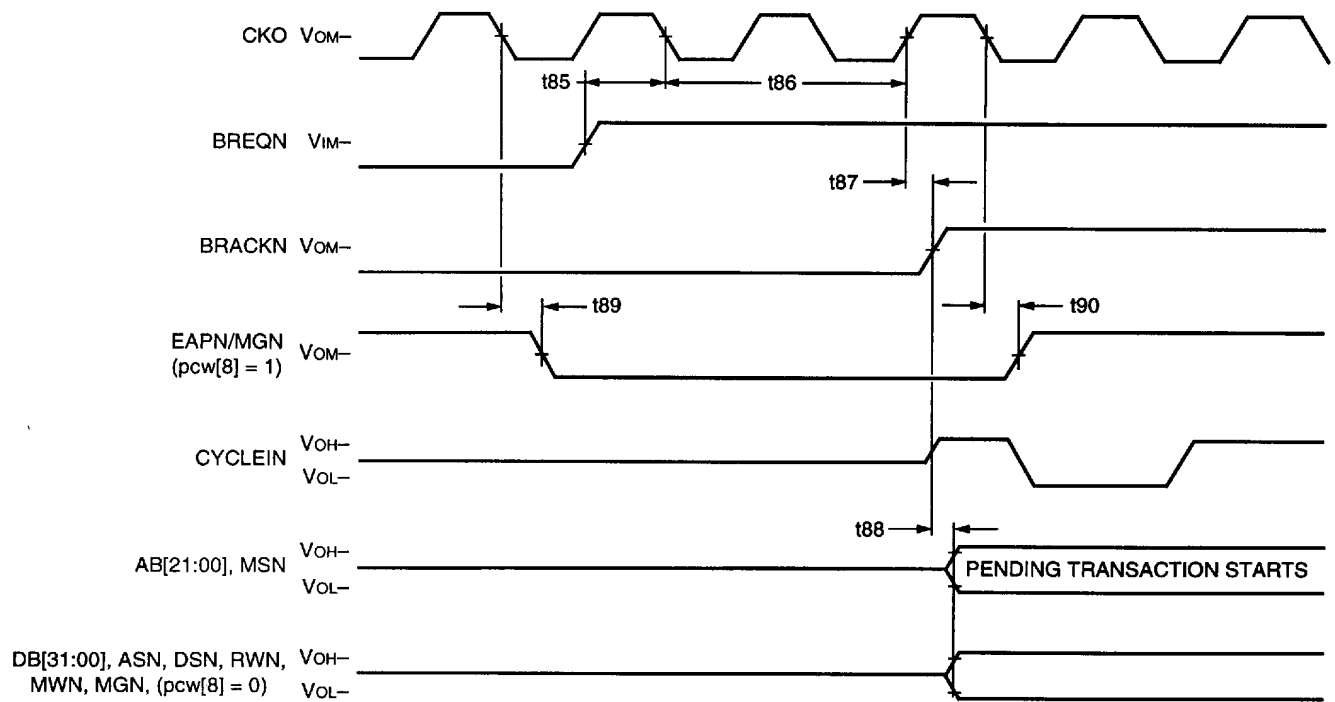 CKO VOM–
t85
t86
BREQN VIM–
t87
BRACKN VOM–
t89
t90
EAPN/MGN
(pcw[8] = 1)
VOM–
CYCLEIN
VOH–
VOL–
t88
AB[21:00], MSN
VOH–
VOL–
PENDING TRANSACTION STARTS
DB[31:00], ASN, DSN, RWN,
MWN, MGN, (pcw[8] = 0)
VOH–
VOL–